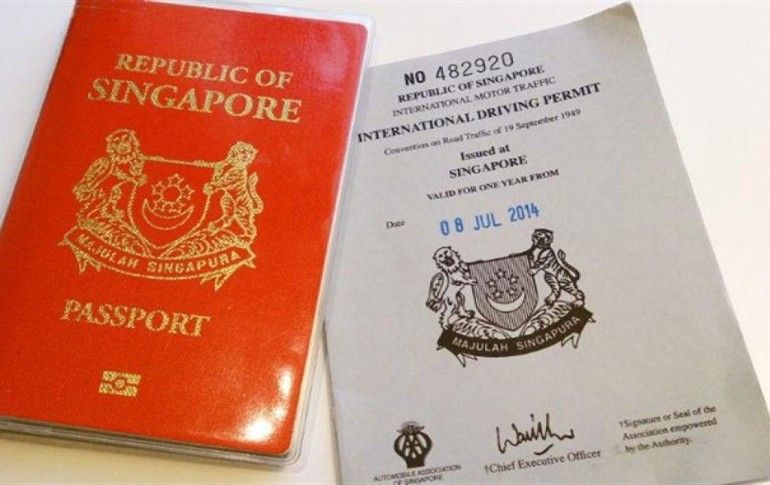 REPUBLIC OF
SINGAPORE
MAJULAH SINGAPURA
PASSPORT
NO 482920
REPUBLIC OF SINGAPORE
INTERNATIONAL MOTOR TRAFFIC
INTERNATIONAL DRIVING PERMIT
Convention on Road Traffic of 19 September 1949
Issued at
SINGAPORE
VALID FOR ONE YEAR FROM
Date 08 JUL 2014
MAJULAH SINGAPURA
AUTOMOBILE ASSOCIATION
OF SINGAPORE
†Chief Executive Officer
†Signature or Seal of the
Association empowered
by the Authority.